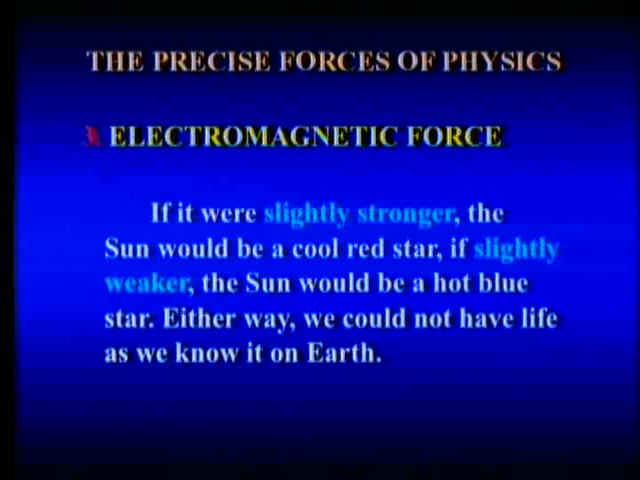 THE PRECISE FORCES OF PHYSICS
3. ELECTROMAGNETIC FORCE
If it were slightly stronger, the
Sun would be a cool red star, if slightly
weaker, the Sun would be a hot blue
star. Either way, we could not have life
as we know it on Earth.